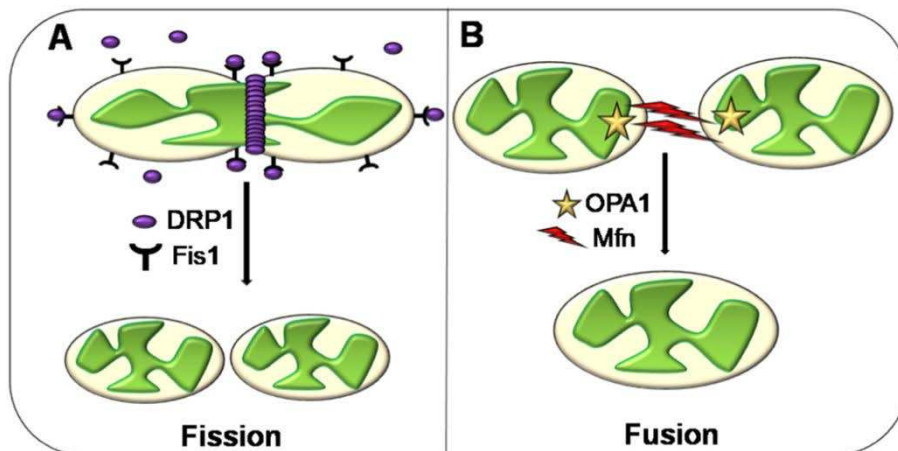 A
DRP1
Fis1
Fission
B
OPA1
Mfn
Fusion